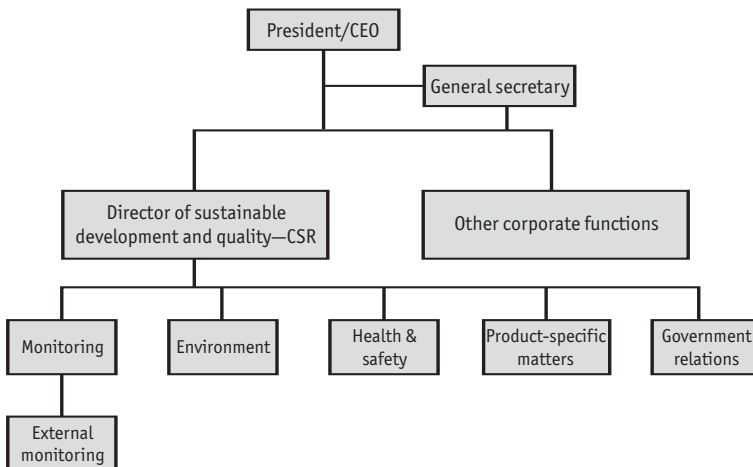 President/CEO
General secretary
Director of sustainable
development and quality—CSR
Other corporate functions
Monitoring
Environment
Health &
safety
Product-specific
matters
Government
relations
External
monitoring